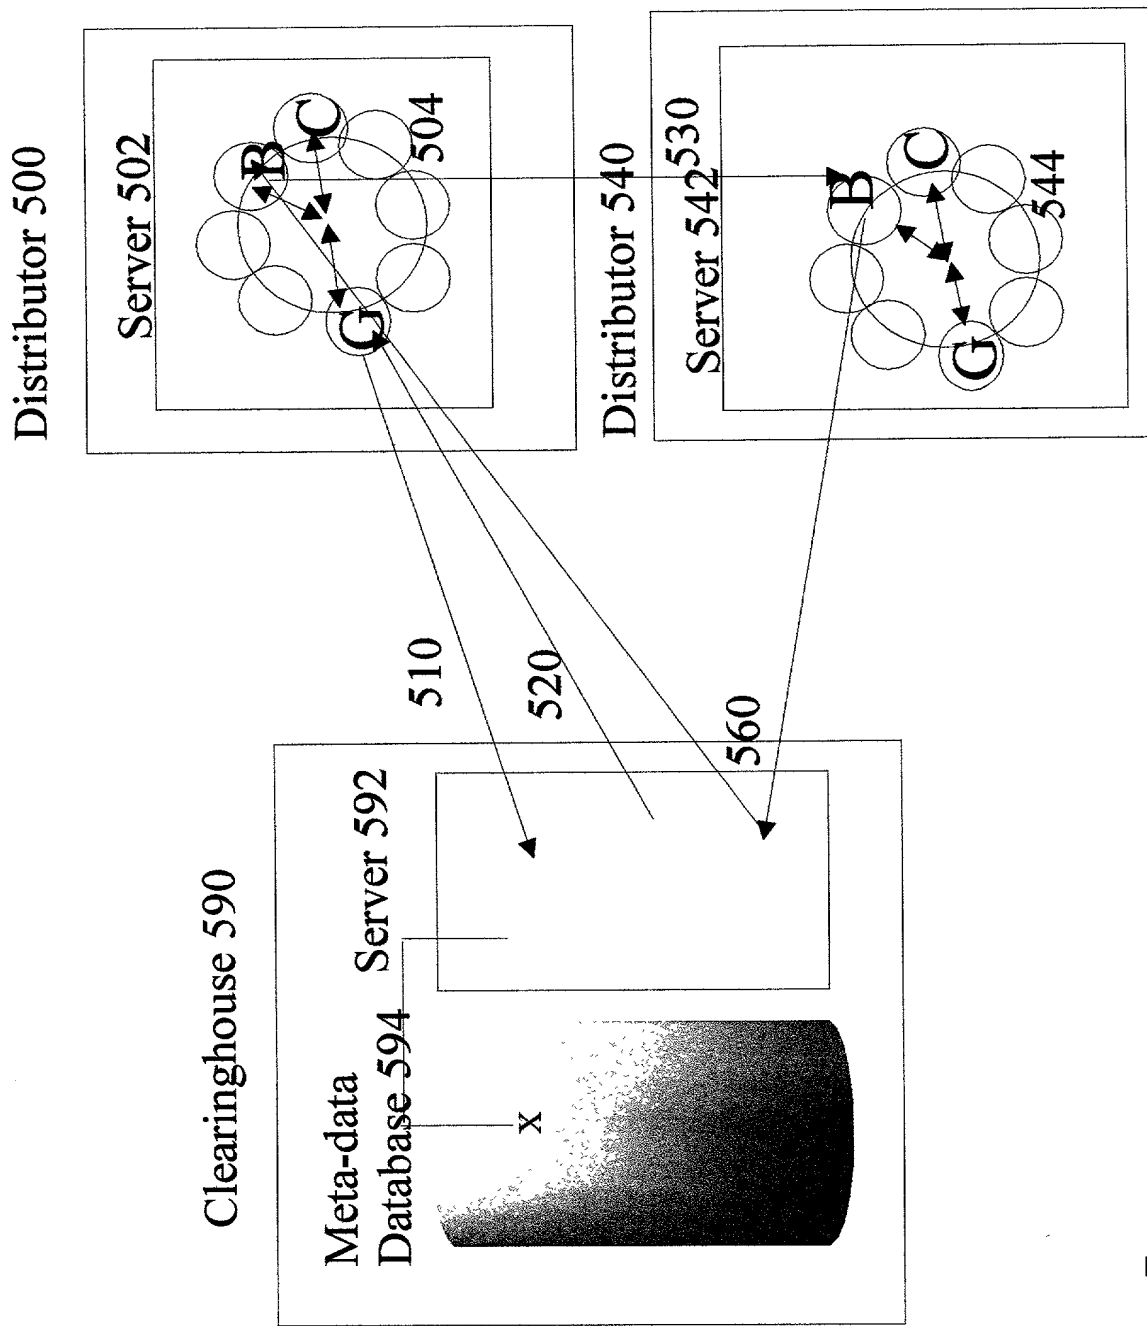 Distributor 500
Server 502
B
C
G
504
530
Distributor 540
Server 542
B
C
G
544
510
520
560
Clearinghouse 590
Server 592
Meta-data
Database 594
x